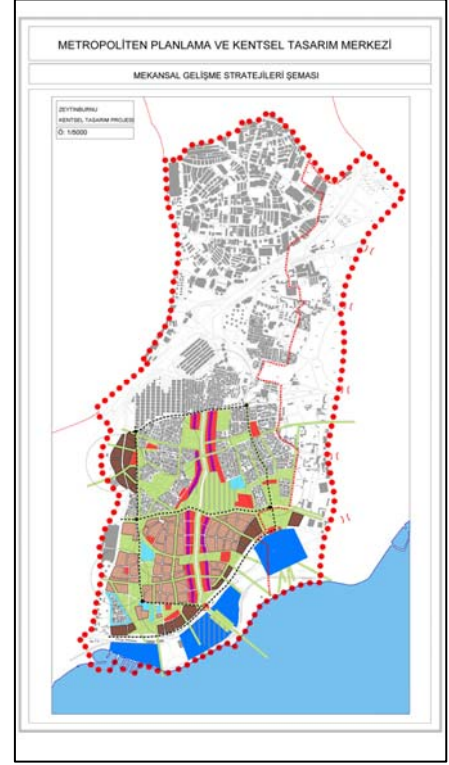 METROPOLİTEN PLANLAMA VE KENTSEL TASARIM MERKEZİ
MEKANSAL GELİŞME STRATEJİLERİ ŞEMASI
ZEYTİNBURNU
KENTSEL TASARIM PROJESİ
Ö: 1/5000